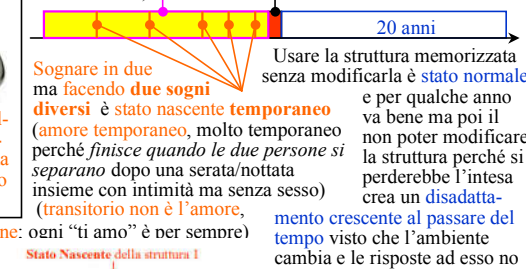 20 anni
Sognare in due
ma facendo due sogni
diversi è stato nascente temporaneo
(amore temporaneo, molto temporaneo
perché finisce quando le due persone si
separano dopo una serata/nottata
insieme con intimità ma senza sesso)
(transitorio non è l'amore,
ne: ogni “ti amo” è per sempre)
Stato Nascente della struttura 1
Usare la struttura memorizzata
senza modificarla è stato normale
e per qualche anno
va bene ma poi il
non poter modificare
la struttura perché si
perderebbe l'intesa
crea un disadatta-
mento crescente al passare del
tempo visto che l'ambiente
cambia e le risposte ad esso no